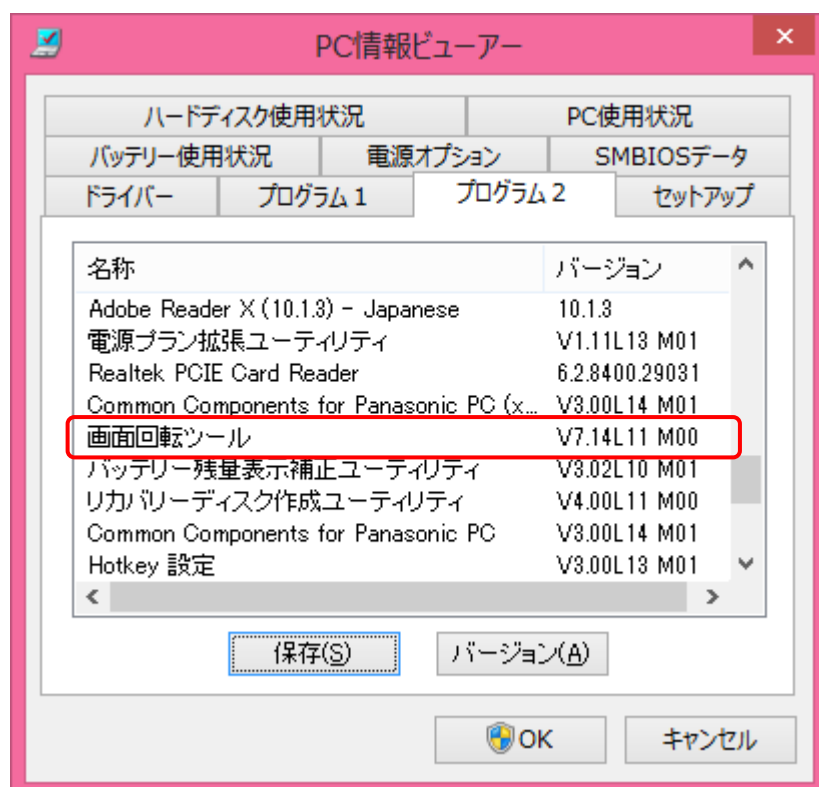 PC情報ビューアー
ハードディスク使用状況 PC使用状況
バッテリー使用状況 電源オプション SMBIOSデータ
ドライバー プログラム 1 プログラム 2 セットアップ
名称 バージョン
Adobe Reader X (10.1.3) - Japanese 10.1.3
電源プラン拡張ユーティリティ V1.11L13 M01
Realtek PCIE Card Reader 6.2.8400.29031
Common Components for Panasonic PC (x... V3.00L14 M01
画面回転ツール V7.14L11 M00
バッテリー残量表示補正ユーティリティ V3.02L10 M01
リカバリーディスク作成ユーティリティ V4.00L11 M00
Common Components for Panasonic PC V3.00L14 M01
Hotkey 設定 V3.00L13 M01
保存(S) バージョン(A)
OK キャンセル